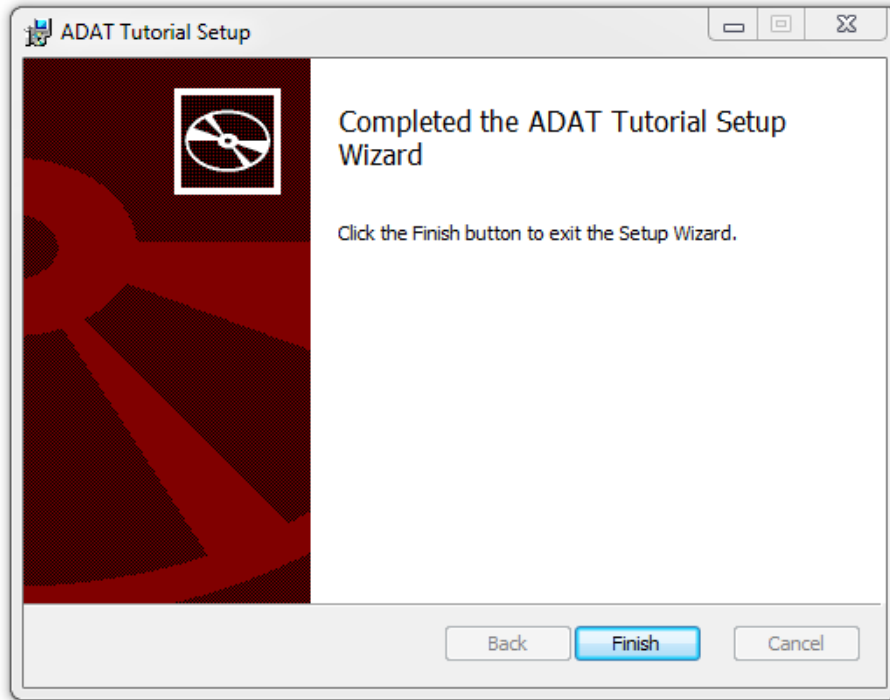 ADAT Tutorial Setup
Completed the ADAT Tutorial Setup
Wizard
Click the Finish button to exit the Setup Wizard.
Back
Finish
Cancel